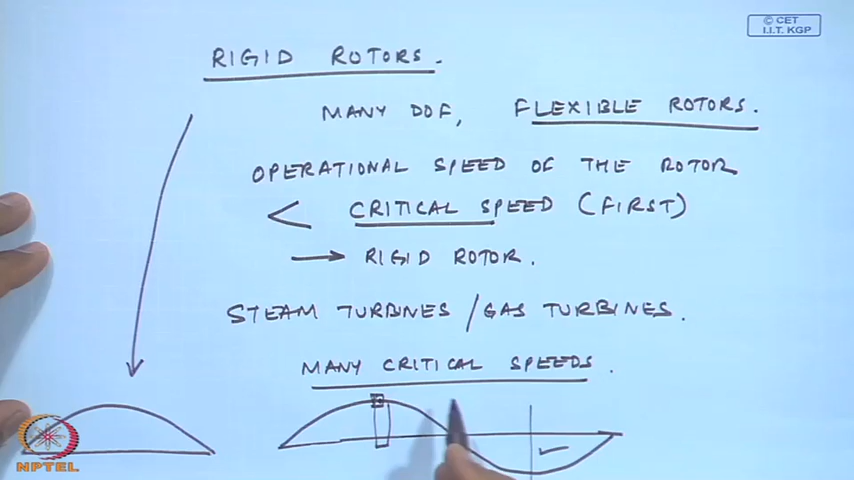 © CET
I.I.T. KGP
RIGID ROTORS.
MANY DOF, FLEXIBLE ROTORS.
OPERATIONAL SPEED OF THE ROTOR
< CRITICAL SPEED (FIRST)
→ RIGID ROTOR.
STEAM TURBINES / GAS TURBINES.
MANY CRITICAL SPEEDS.
NPTEL